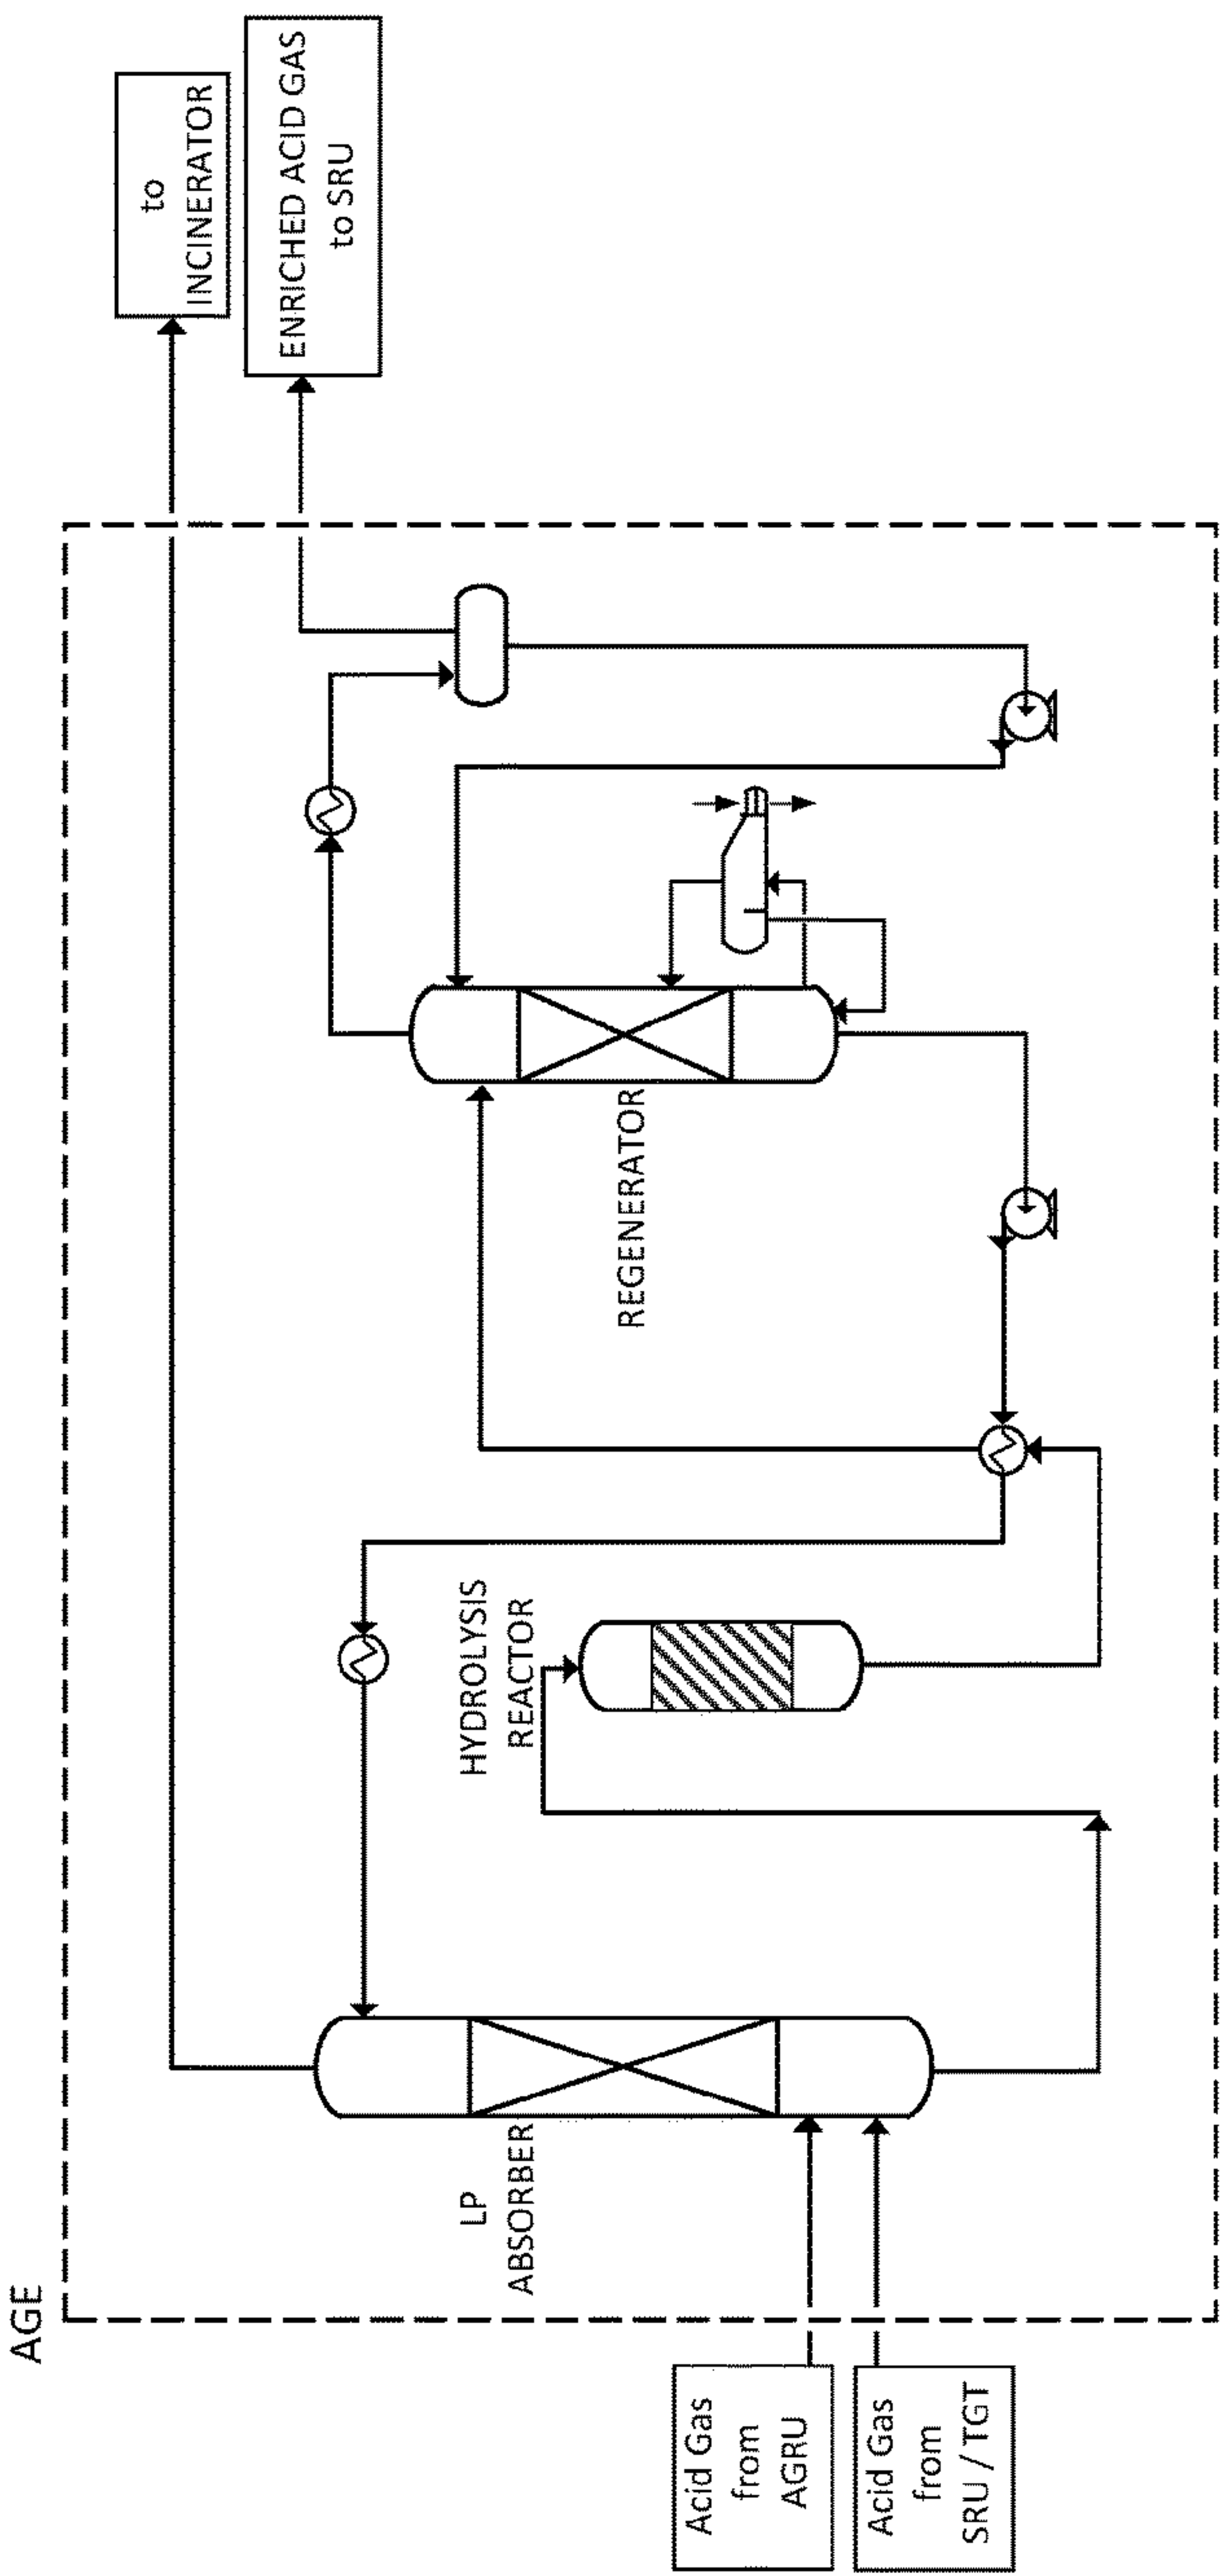 AGE
Acid Gas
from
AGRU
Acid Gas
from
SRU / TGT
LP
ABSORBER
HYDROLYSIS
REACTOR
REGENERATOR
to
INCINERATOR
ENRICHED ACID GAS
to SRU